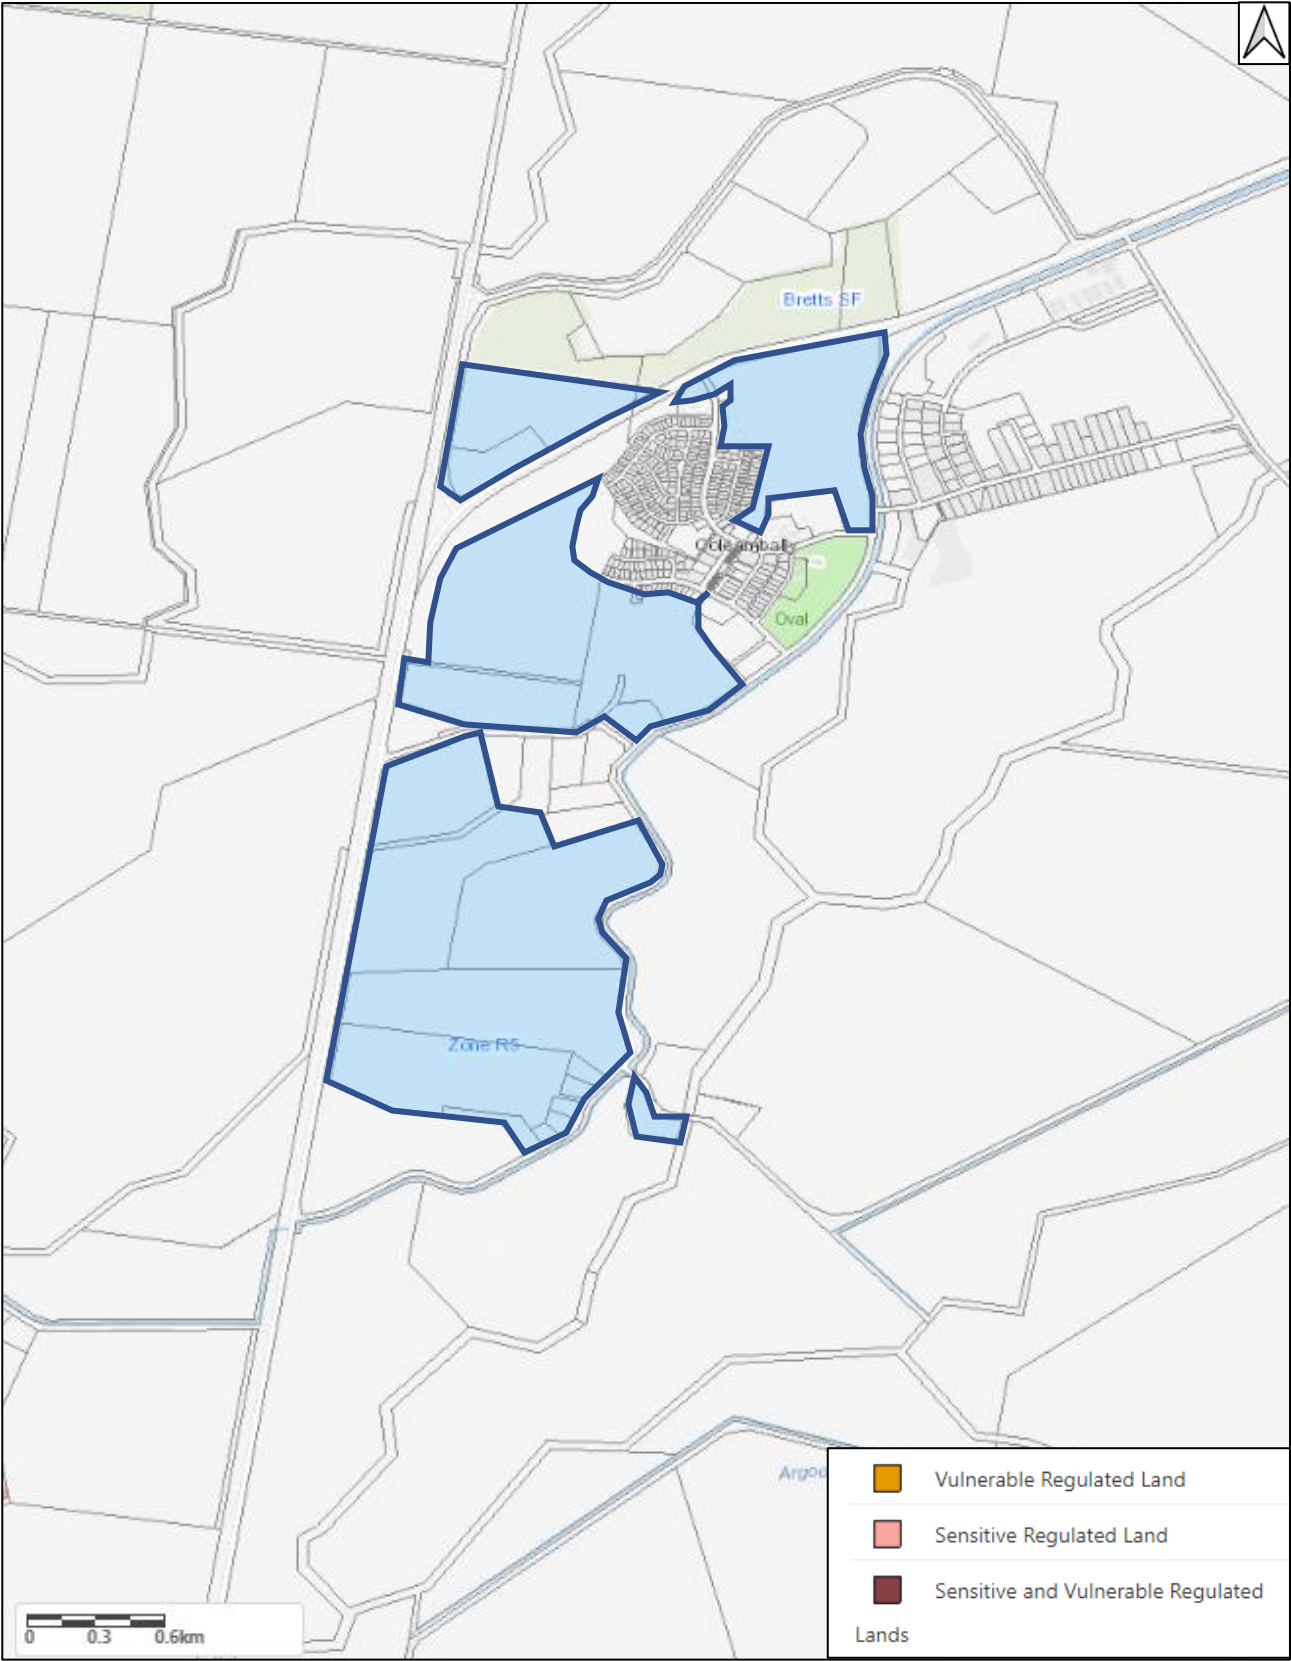 Bretts SF
Coleambally
Oval
Zone R5
Vulnerable Regulated Land
Sensitive Regulated Land
Sensitive and Vulnerable Regulated
Lands
0 0.3 0.6km